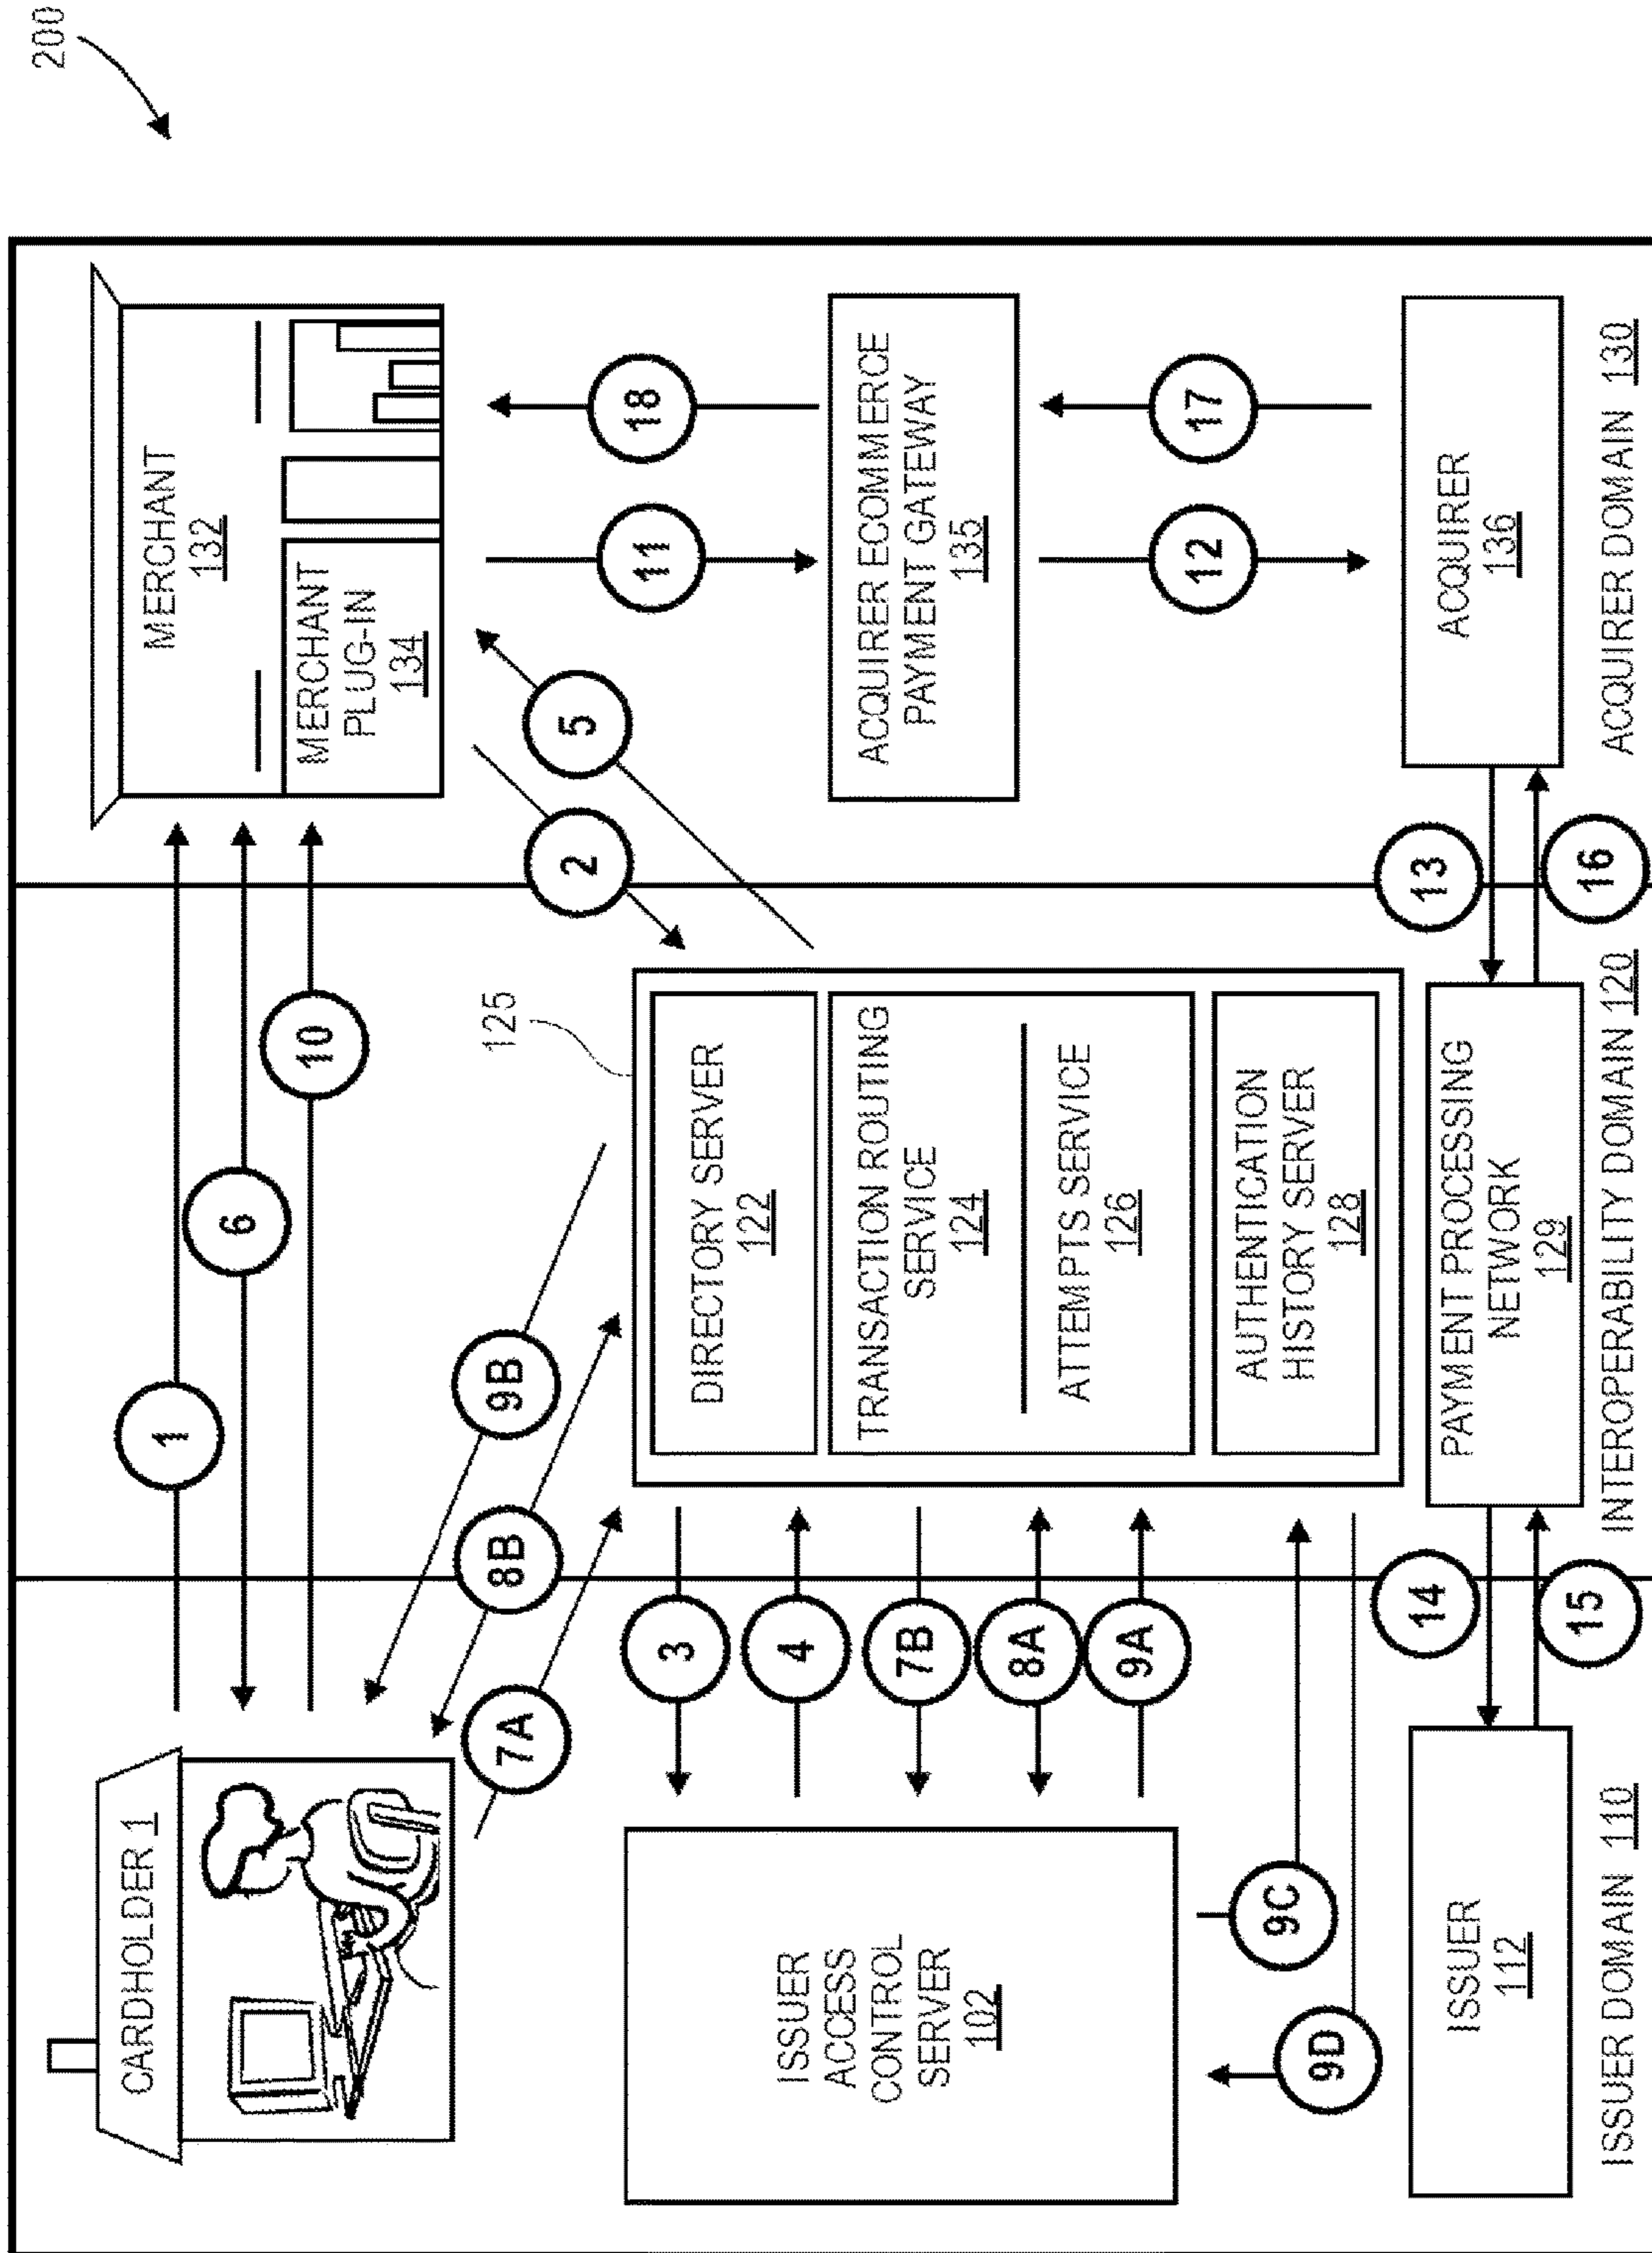 200
CARDHOLDER 1
1
6
10
MERCHANT
132
MERCHANT
PLUG-IN
134
9B
8B
7A
125
2
5
18
11
ISSUER
ACCESS
CONTROL
SERVER
102
3
4
7B
8A
9A
9C
9D
DIRECTORY SERVER
122
TRANSACTION ROUTING
SERVICE
124
ATTEMPTS SERVICE
126
AUTHENTICATION
HISTORY SERVER
128
ACQUIRER ECOMMERCE
PAYMENT GATEWAY
135
12
17
ISSUER
112
14
15
PAYMENT PROCESSING
NETWORK
129
13
16
ACQUIRER
136
ISSUER DOMAIN 110
INTEROPERABILITY DOMAIN 120
ACQUIRER DOMAIN 130